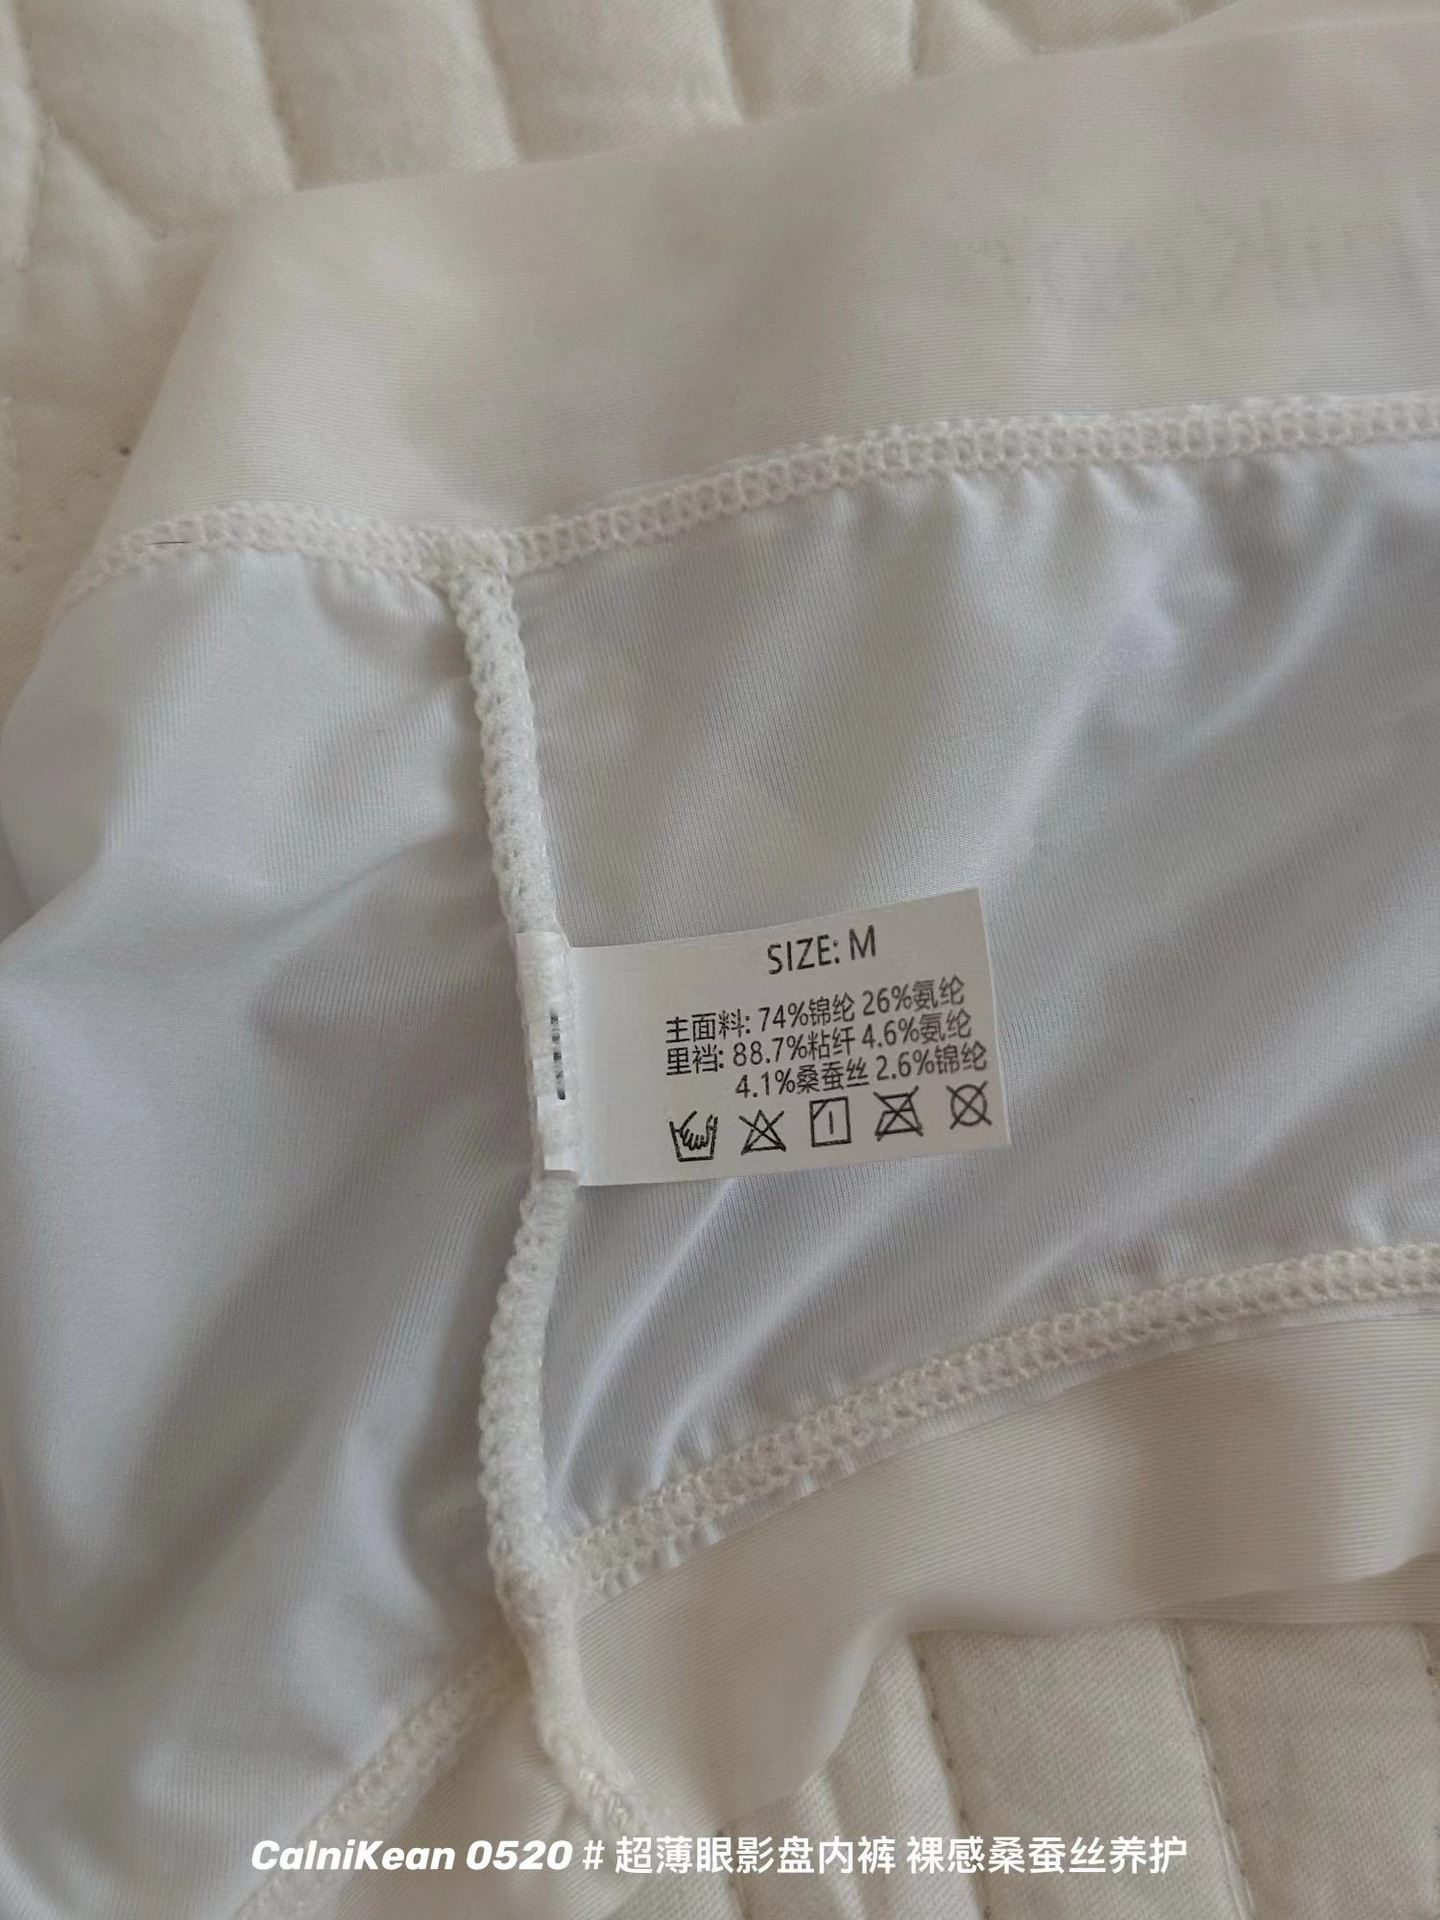 SIZE: M
主面料: 74%锦纶 26%氨纶
里裆: 88.7%粘纤 4.6%氨纶
4.1%桑蚕丝 2.6%锦纶
CalniKean 0520 # 超薄眼影盘内裤 裸感桑蚕丝养护